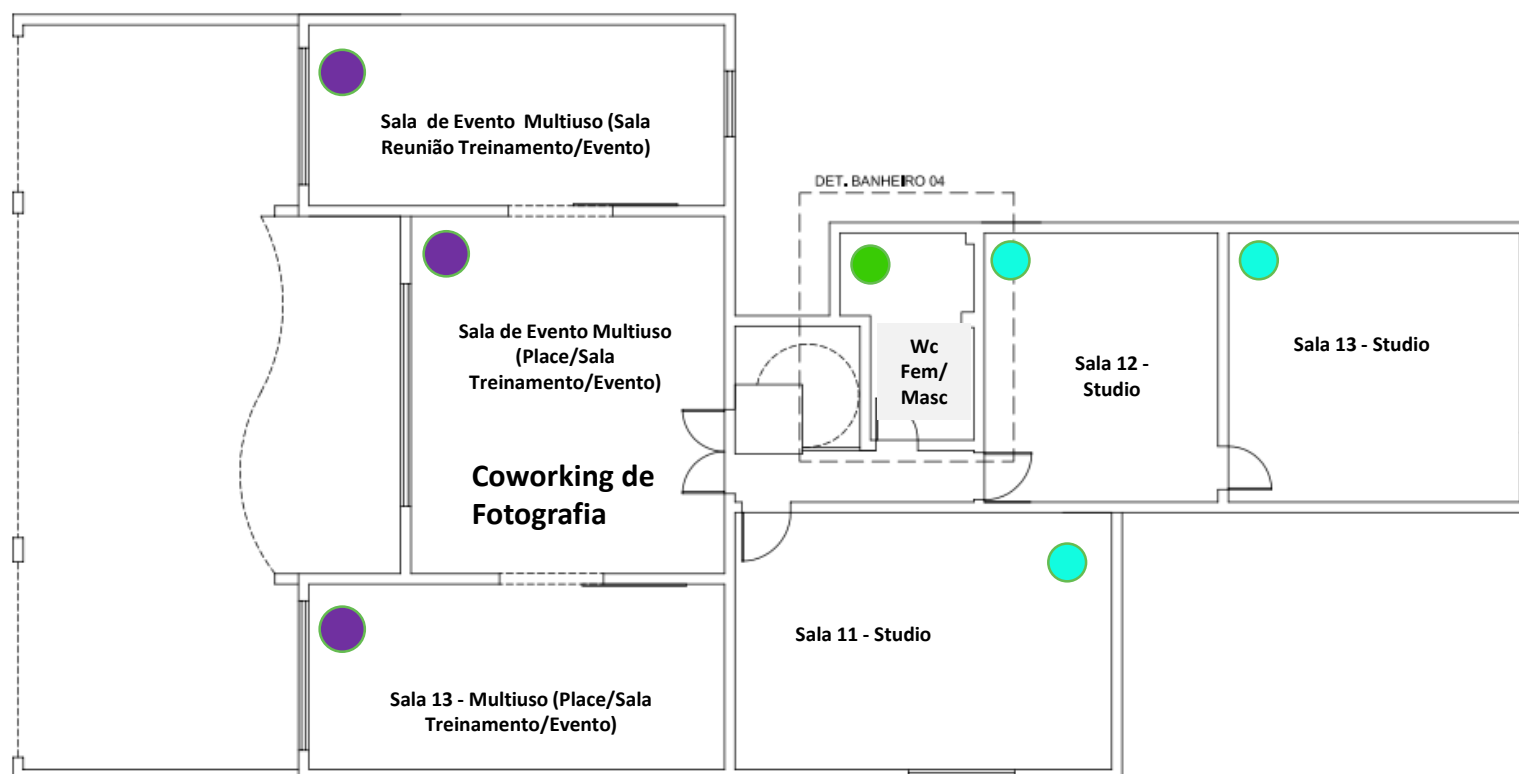 Sala de Evento Multiuso (Sala
Reunião Treinamento/Evento)
DET. BANHEIRO 04
Sala de Evento Multiuso
(Place/Sala
Treinamento/Evento)
Wc
Fem/
Masc
Sala 12 -
Studio
Sala 13 - Studio
Coworking de
Fotografia
Sala 11 - Studio
Sala 13 - Multiuso (Place/Sala
Treinamento/Evento)